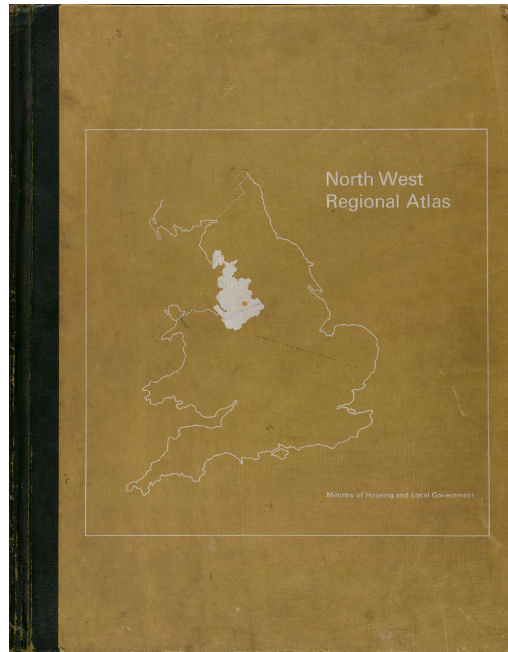 North West
Regional Atlas
Ministry of Housing and Local Government